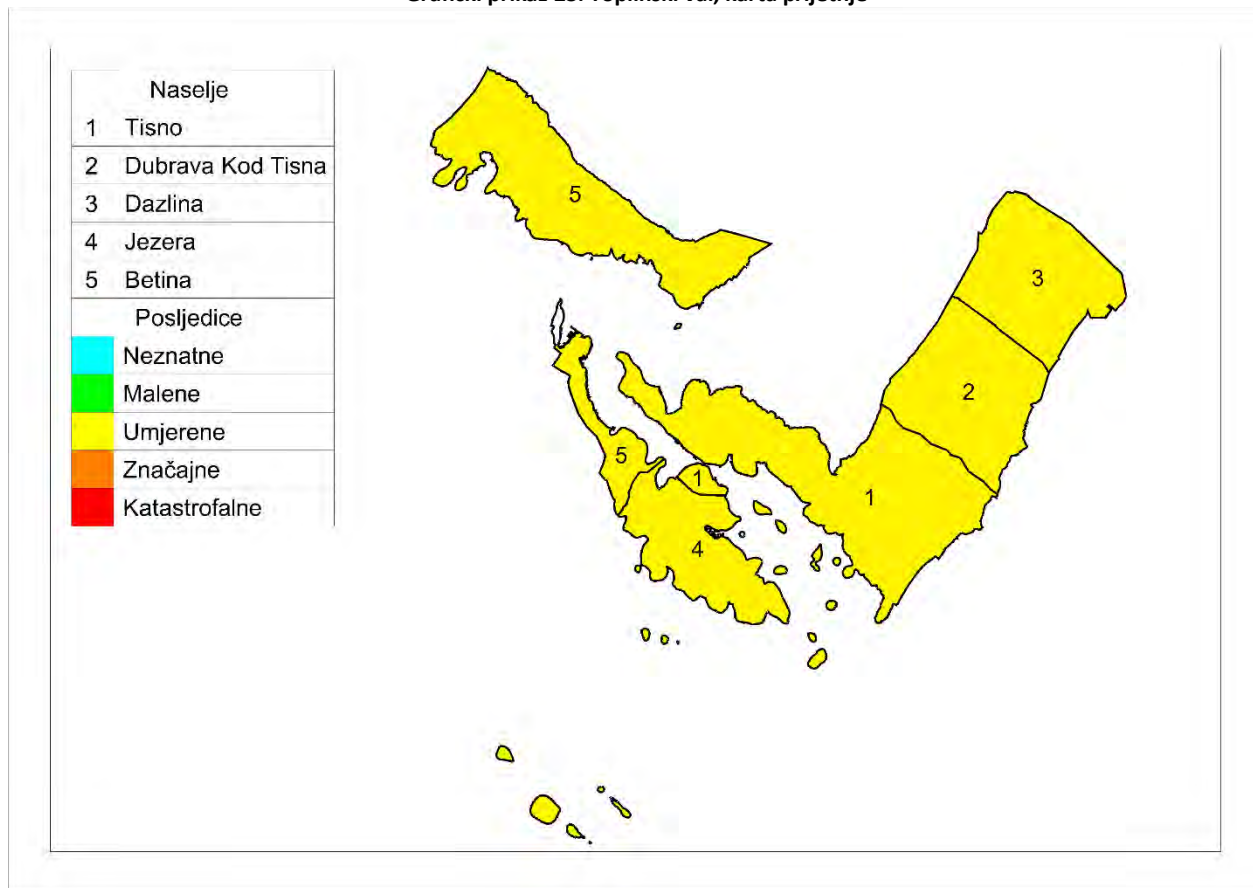 Naselje
1 Tisno
2 Dubrava Kod Tisna
3 Dazlina
4 Jezera
5 Betina
Posljedice
Neznatne
Malene
Umjerene
Značajne
Katastrofalne
5
3
2
5
1
1
4